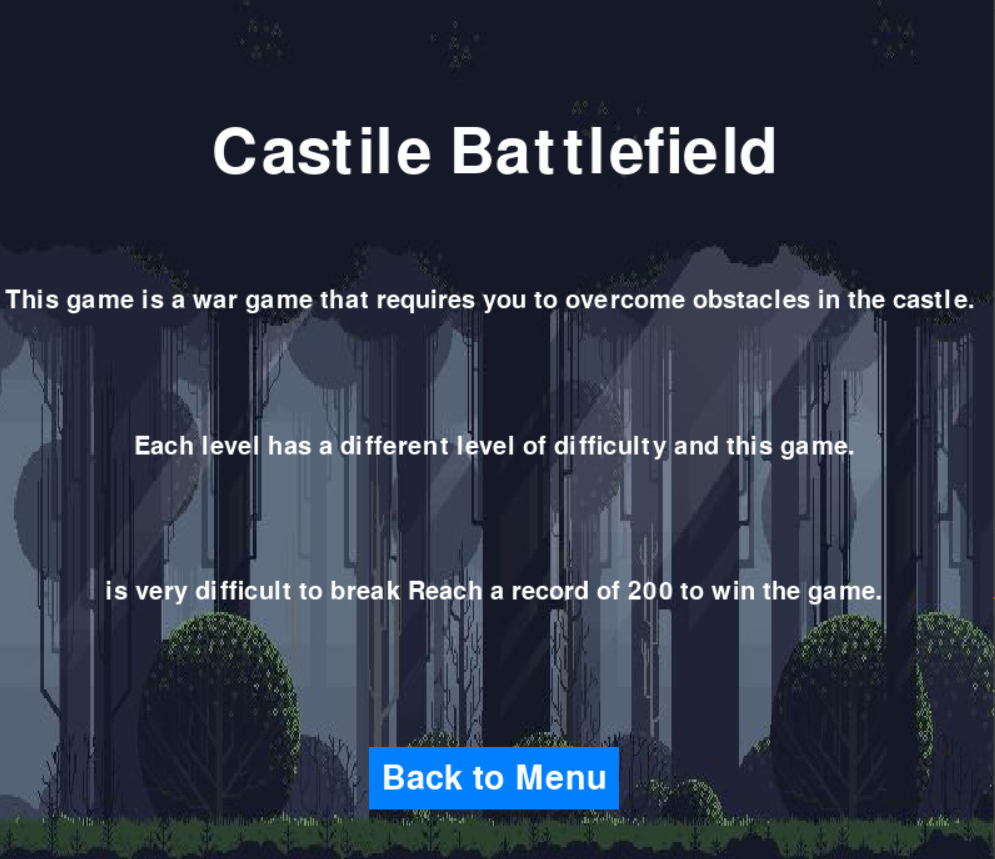 Castile Battlefield
This game is a war game that requires you to overcome obstacles in the castle.
Each level has a different level of difficulty and this game.
is very difficult to break Reach a record of 200 to win the game.
Back to Menu